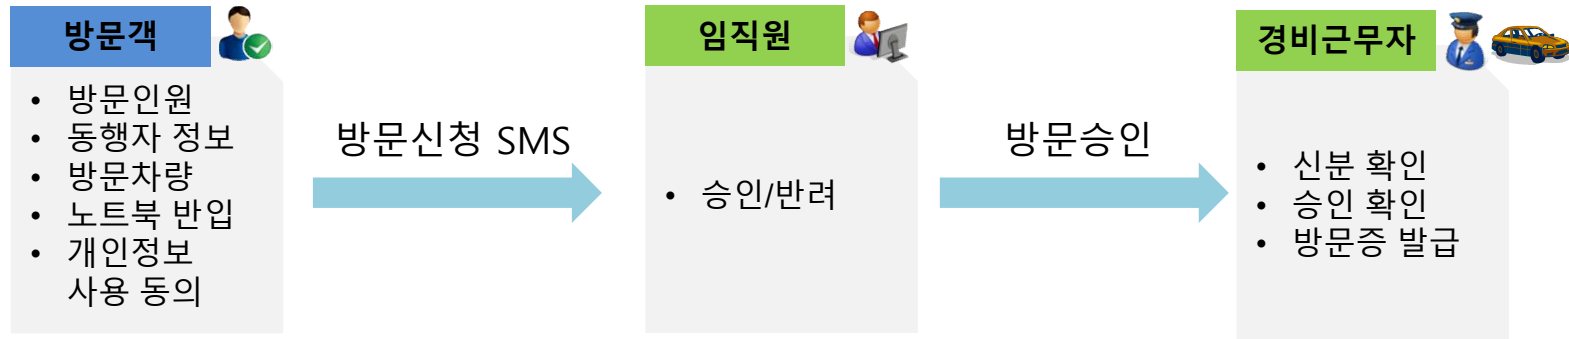 방문객
• 방문인원
• 동행자 정보
• 방문차량
• 노트북 반입
• 개인정보
사용 동의
방문신청 SMS
임직원
• 승인/반려
방문승인
경비근무자
• 신분 확인
• 승인 확인
• 방문증 발급